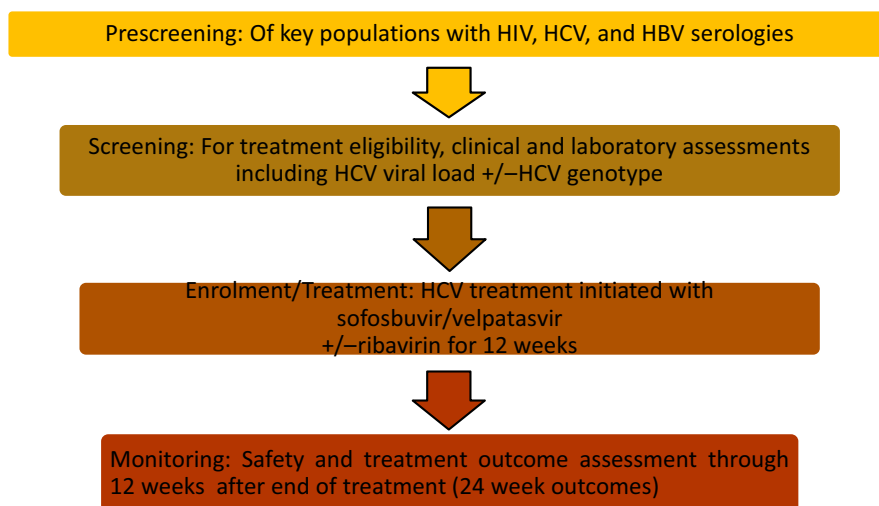 Prescreening: Of key populations with HIV, HCV, and HBV serologies
Screening: For treatment eligibility, clinical and laboratory assessments
including HCV viral load +/–HCV genotype
Enrolment/Treatment: HCV treatment initiated with
sofosbuvir/velpatasvir
+/–ribavirin for 12 weeks
Monitoring: Safety and treatment outcome assessment through
12 weeks after end of treatment (24 week outcomes)